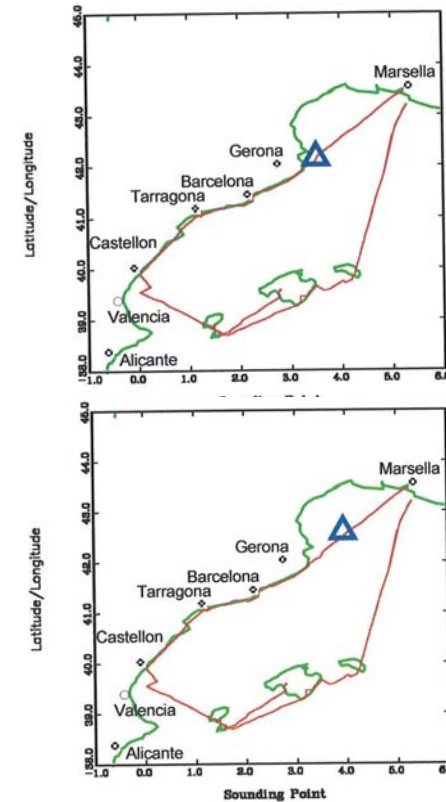 45.0
44.0
Marsella
43.0
Latitude/Longitude
Gerona
42.0
Barcelona
Tarragona
41.0
Castellon
40.0
Valencia
39.0
Alicante
-38.0
-1.0 0.0 1.0 2.0 3.0 4.0 5.0 6.0
45.0
44.0
Marsella
43.0
Latitude/Longitude
Gerona
42.0
Barcelona
Tarragona
41.0
Castellon
40.0
Valencia
39.0
Alicante
-38.0
-1.0 0.0 1.0 2.0 3.0 4.0 5.0 6.0
Sounding Point